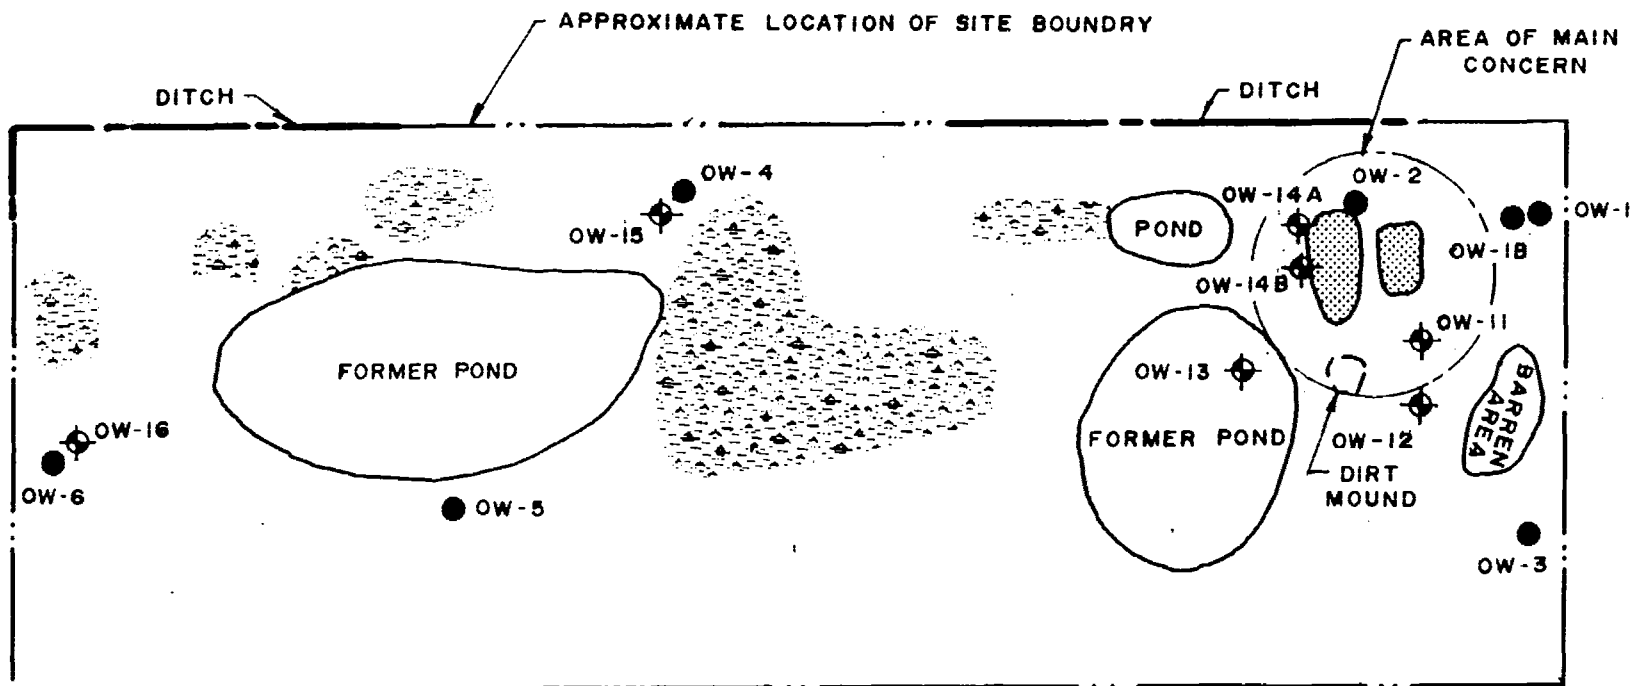 APPROXIMATE LOCATION OF SITE BOUNDRY
AREA OF MAIN
CONCERN
DITCH
DITCH
OW-4
OW-2
OW-14A
OW-1
OW-15
POND
OW-1B
OW-14B
OW-11
FORMER POND
OW-13
BARREN
AREA
OW-16
FORMER POND
OW-12
DIRT
MOUND
OW-6
OW-5
OW-3